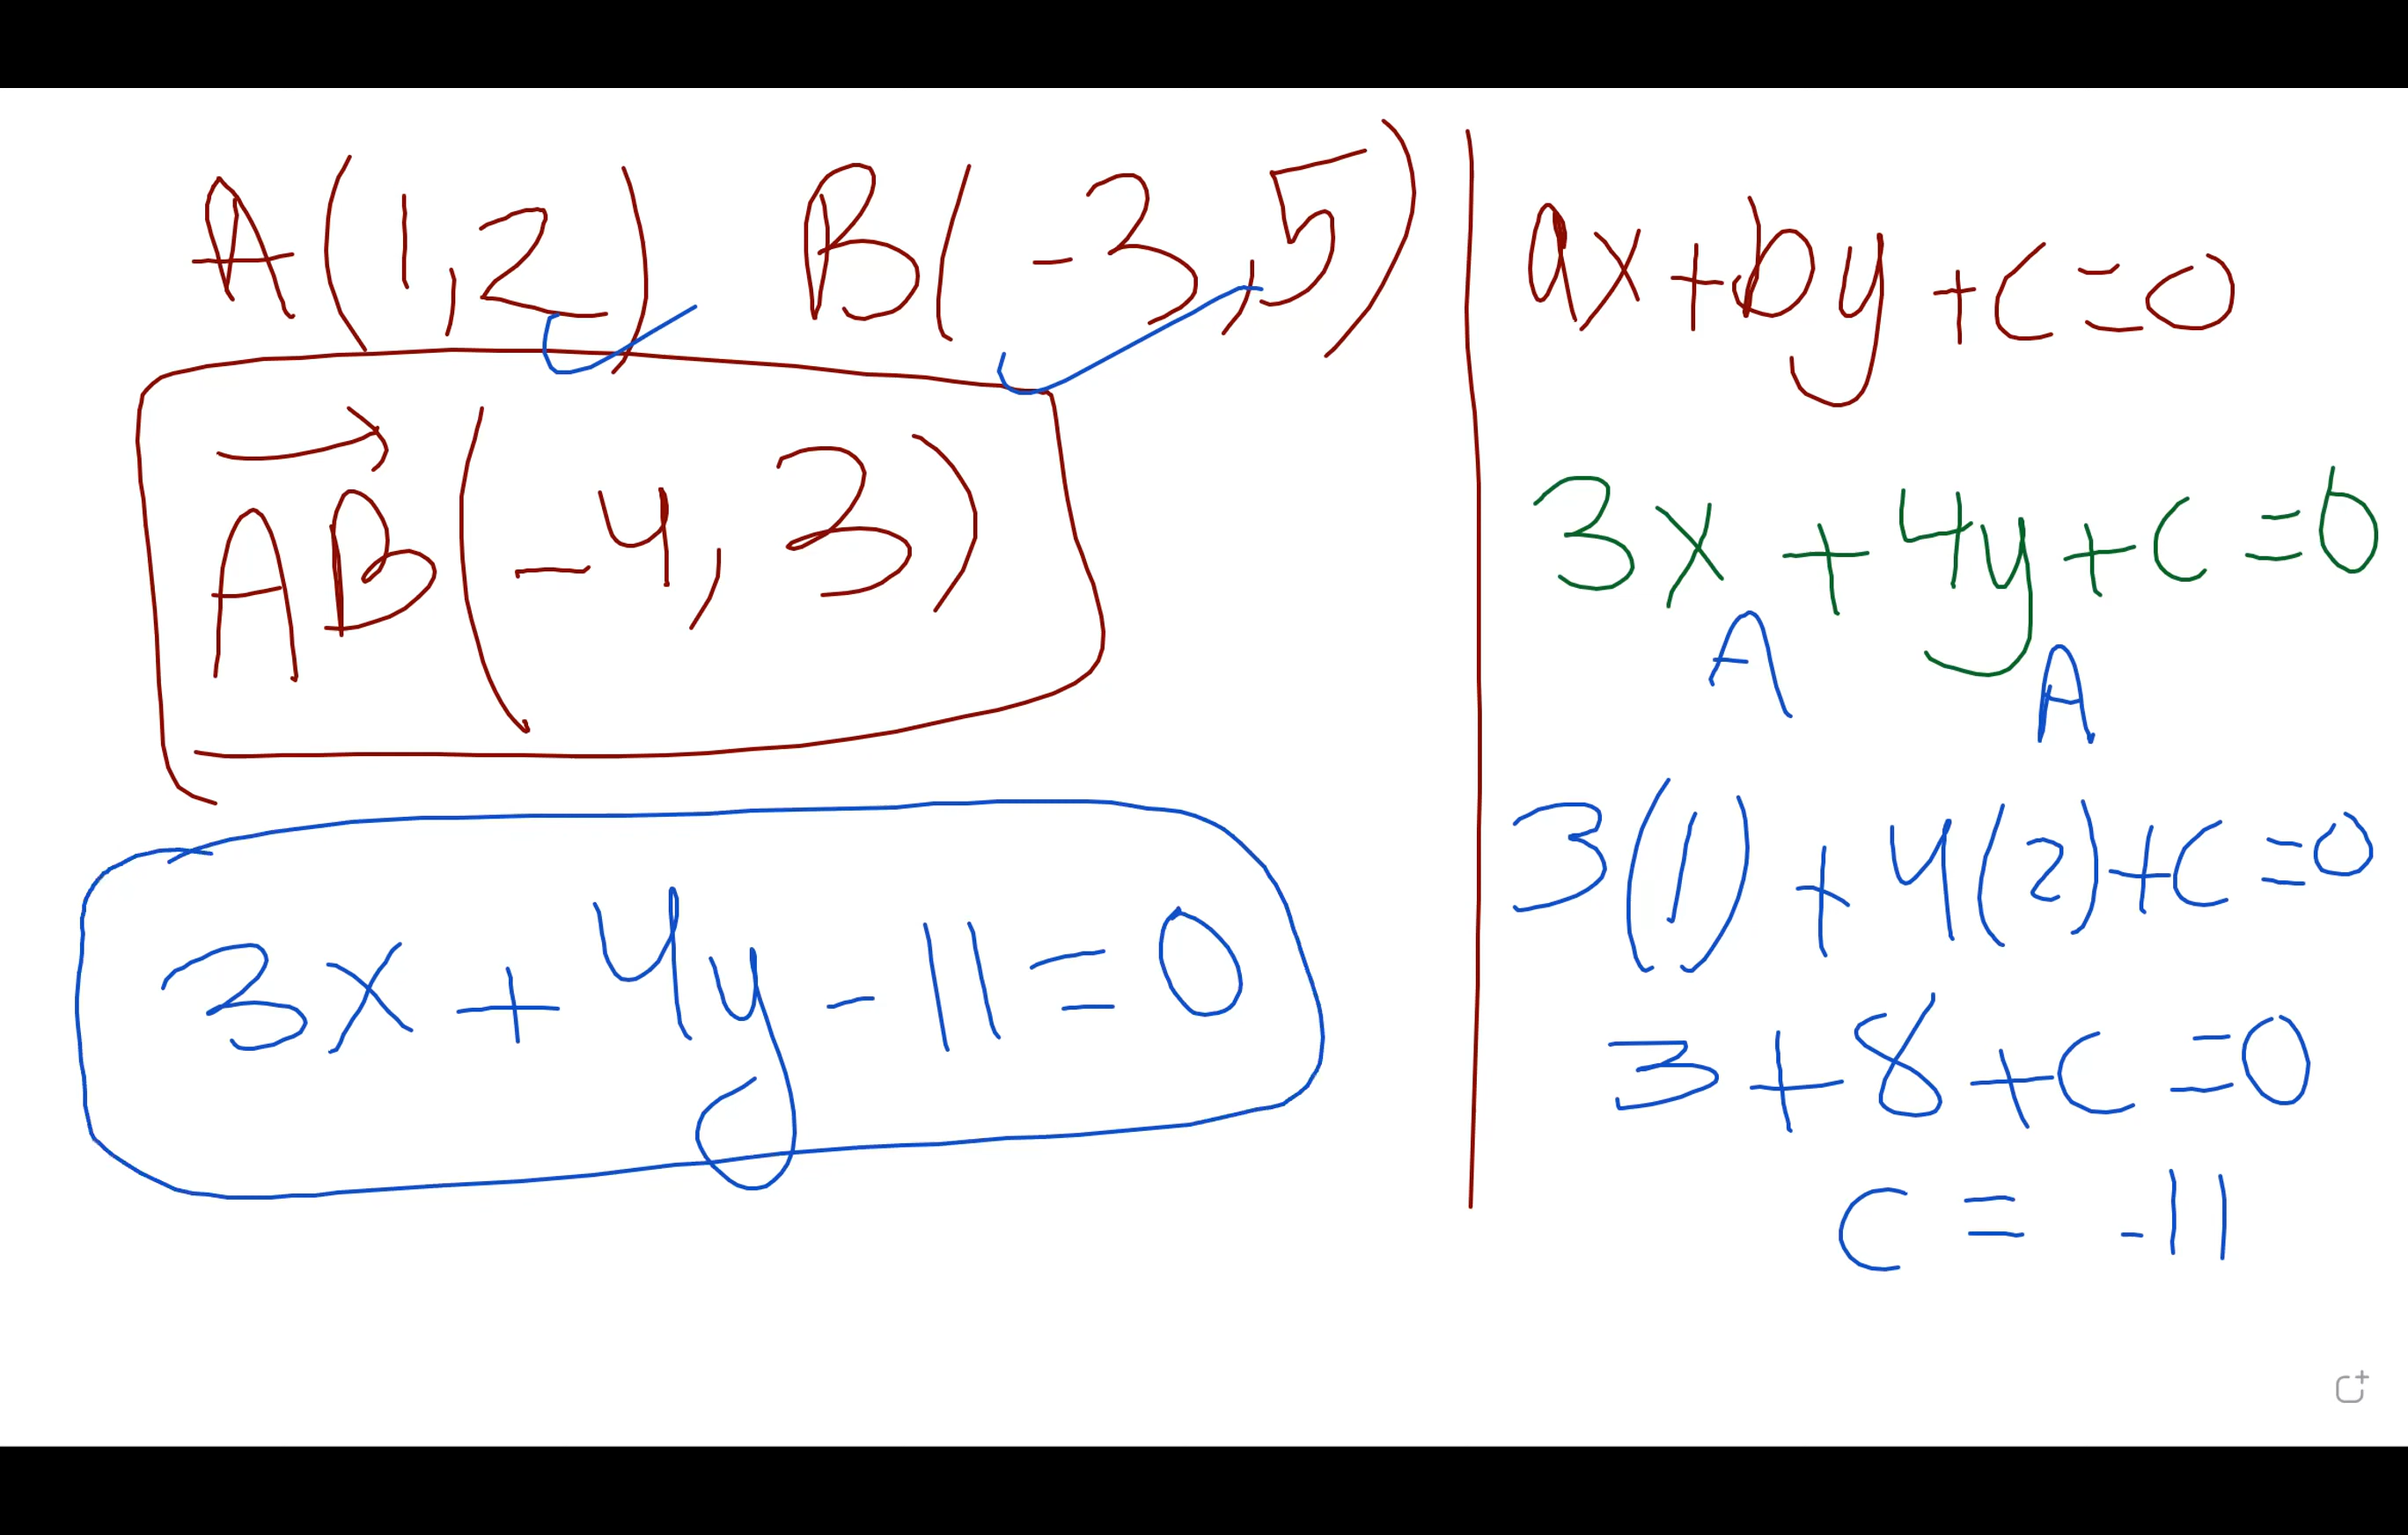 A(1,2) B(-3,5)
AB(-4,3)
3x+4y-11=0
ax+by+c=0
3x+4y+c=0
A A
3(1)+4(2)+c=0
3+8+c=0
c=-11